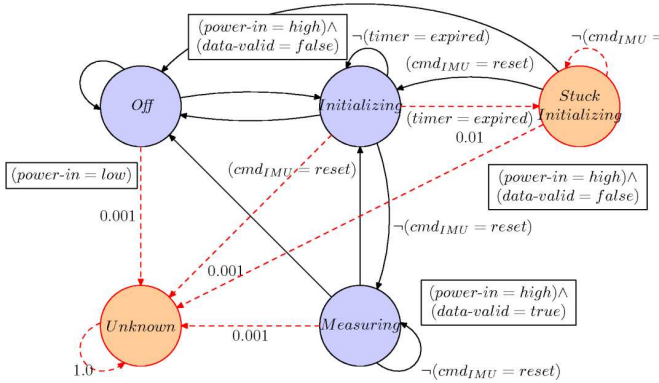 (power-in = high)∧
(data-valid = false)
¬(timer = expired)
(cmd_IMU = reset)
¬(cmd_IMU =
Off
Initializing
Stuck
Initializing
(timer = expired)
0.01
(power-in = low)
(cmd_IMU = reset)
(power-in = high)∧
(data-valid = false)
0.001
¬(cmd_IMU = reset)
0.001
(power-in = high)∧
(data-valid = true)
Unknown
Measuring
0.001
1.0
¬(cmd_IMU = reset)